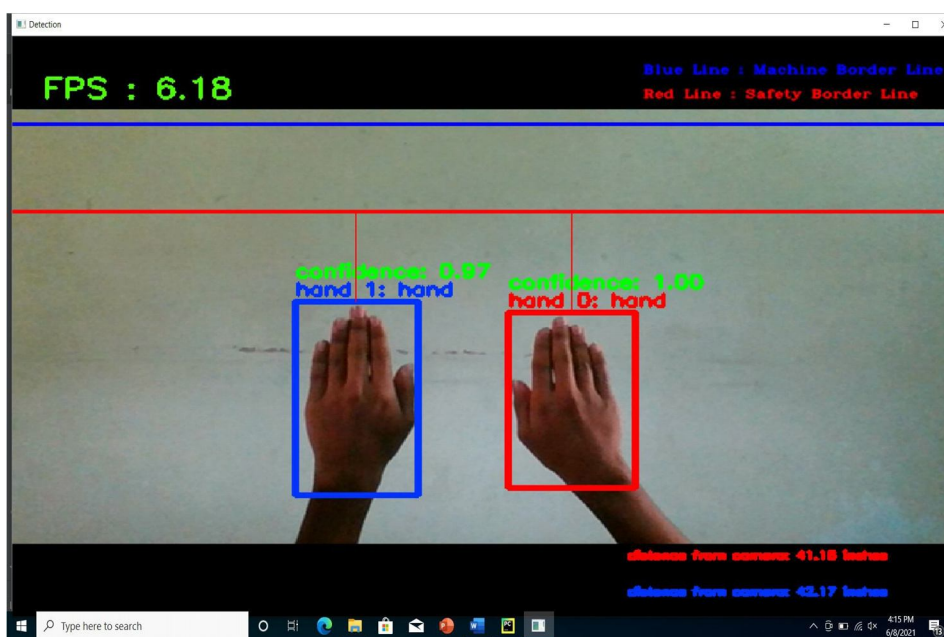 Detection
FPS : 6.18
Blue Line : Machine Border Line
Red Line : Safety Border Line
confidence: 0.97
hand 1: hand
confidence: 1.00
hand 0: hand
distance from camera: 41.15 inches
distance from camera: 42.17 inches
Type here to search
4:15 PM
6/8/2021